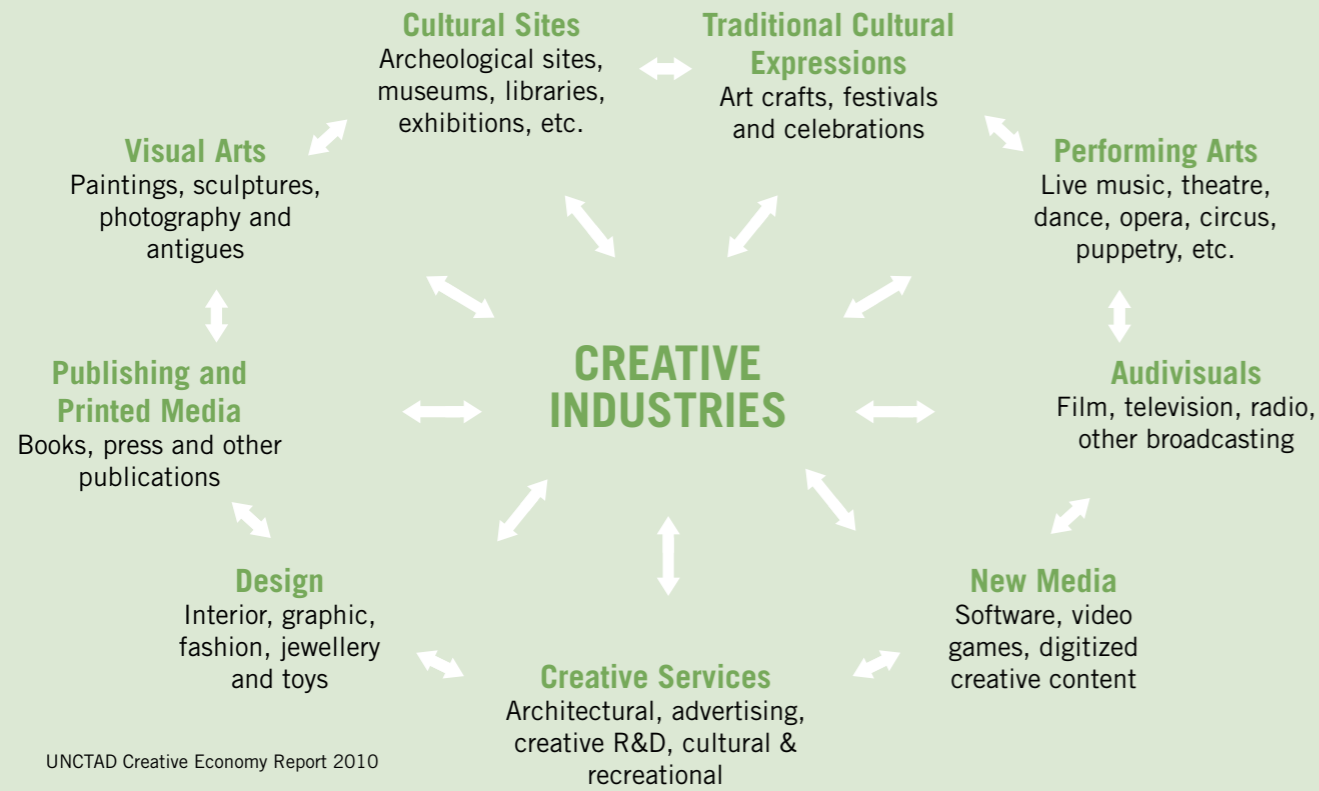 Cultural Sites
Archeological sites,
museums, libraries,
exhibitions, etc.
Traditional Cultural
Expressions
Art crafts, festivals
and celebrations
Visual Arts
Paintings, sculptures,
photography and
antigues
Performing Arts
Live music, theatre,
dance, opera, circus,
puppetry, etc.
CREATIVE
INDUSTRIES
Publishing and
Printed Media
Books, press and other
publications
Audivisuals
Film, television, radio,
other broadcasting
Design
Interior, graphic,
fashion, jewellery
and toys
New Media
Software, video
games, digitized
creative content
Creative Services
Architectural, advertising,
creative R&D, cultural &
recreational
UNCTAD Creative Economy Report 2010